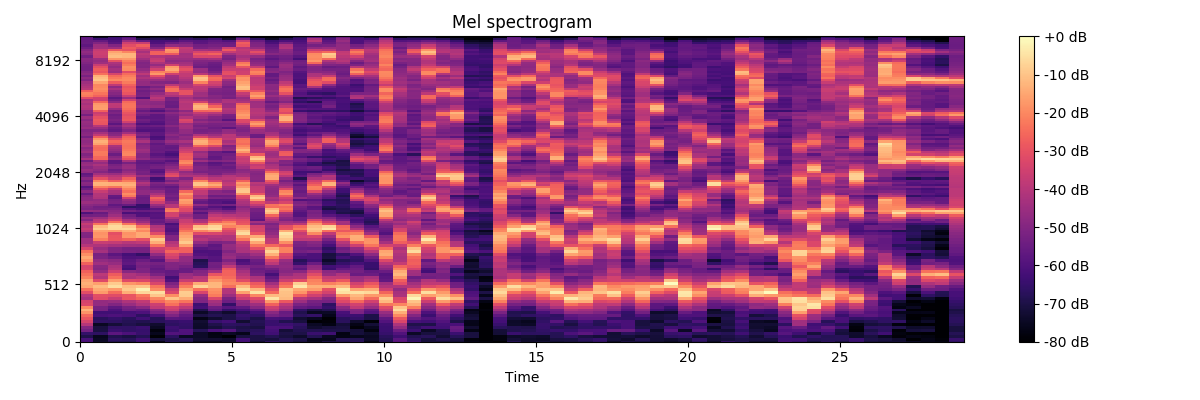 Mel spectrogram
8192
4096
2048
1024
512
0
Hz
0 5 10 15 20 25
Time
+0 dB
-10 dB
-20 dB
-30 dB
-40 dB
-50 dB
-60 dB
-70 dB
-80 dB